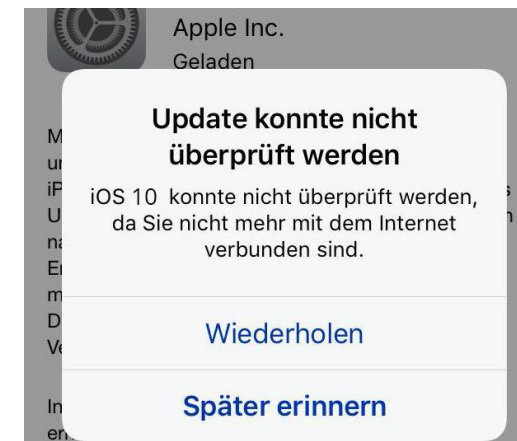 Apple Inc.
Geladen
Update konnte nicht
überprüft werden
iOS 10 konnte nicht überprüft werden,
da Sie nicht mehr mit dem Internet
verbunden sind.
Wiederholen
Später erinnern